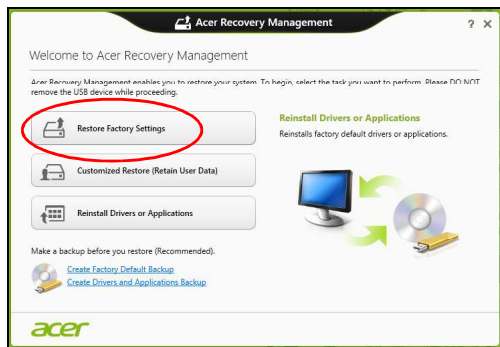 Acer Recovery Management
? ×
Welcome to Acer Recovery Management
Acer Recovery Management enables you to restore your system. To begin, select the task you want to perform. Please DO NOT
remove the USB device while proceeding.
Restore Factory Settings
Customized Restore (Retain User Data)
Reinstall Drivers or Applications
Reinstall Drivers or Applications
Reinstalls factory default drivers or applications.
Make a backup before you restore (Recommended).
Create Factory Default Backup
Create Drivers and Applications Backup
acer